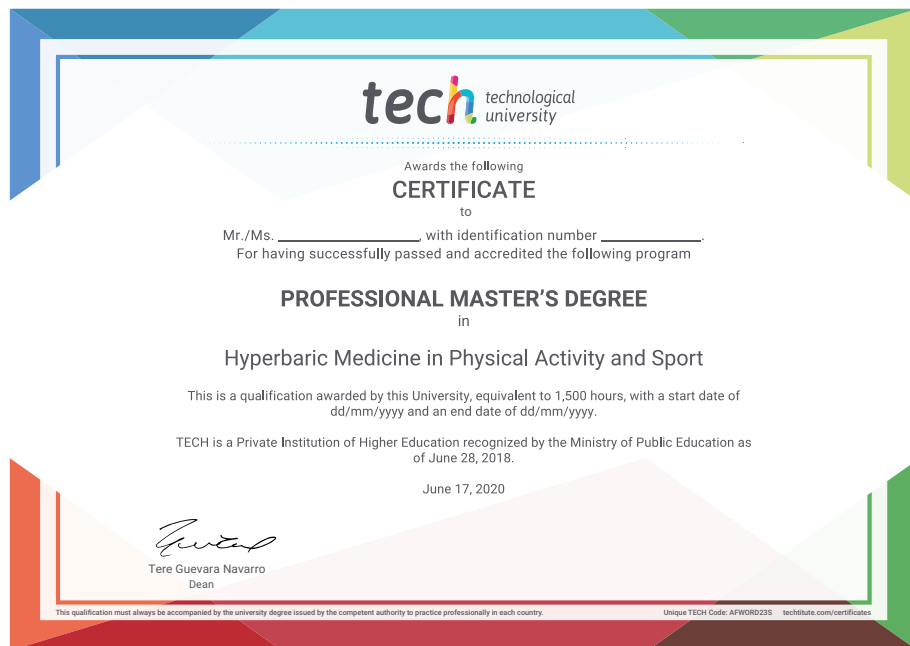 tech technological
university
Awards the following
CERTIFICATE
to
Mr./Ms. ____________________, with identification number ______________.
For having successfully passed and accredited the following program
PROFESSIONAL MASTER'S DEGREE
in
Hyperbaric Medicine in Physical Activity and Sport
This is a qualification awarded by this University, equivalent to 1,500 hours, with a start date of
dd/mm/yyyy and an end date of dd/mm/yyyy.
TECH is a Private Institution of Higher Education recognized by the Ministry of Public Education as
of June 28, 2018.
June 17, 2020
Tere Guevara Navarro
Dean
This qualification must always be accompanied by the university degree issued by the competent authority to practice professionally in each country. Unique TECH Code: AFWORD23S techtitute.com/certificates